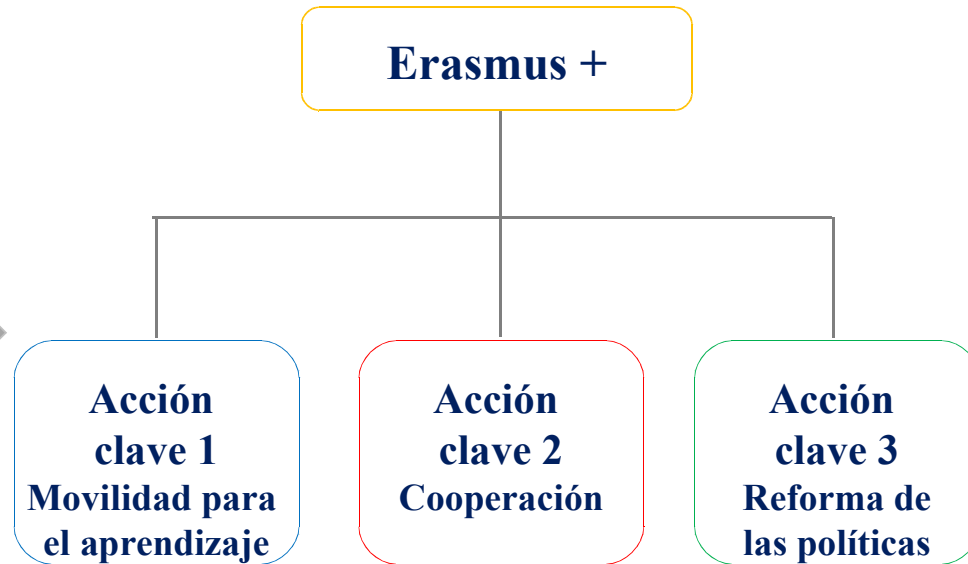 Erasmus +
Acción
clave 1
Movilidad para
el aprendizaje
Acción
clave 2
Cooperación
Acción
clave 3
Reforma de
las políticas